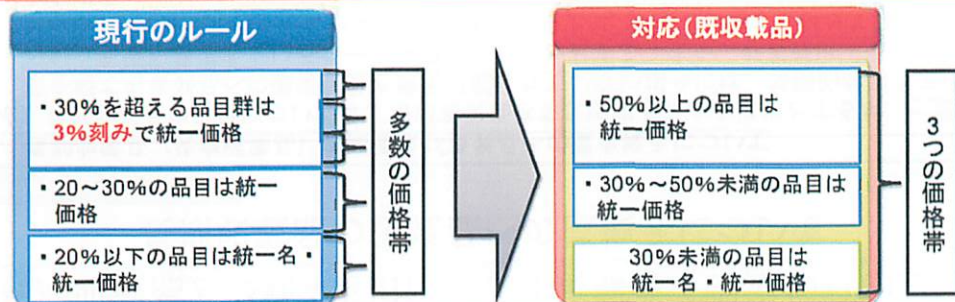 現行のルール
・30%を超える品目群は
3%刻みで統一価格
・20～30%の品目は統一
価格
・20%以下の品目は統一名・
統一価格
多数の価格帯
対応（既収載品）
・50%以上の品目は
統一価格
・30%～50%未満の品目は
統一価格
30%未満の品目は
統一名・統一価格
3つの価格帯